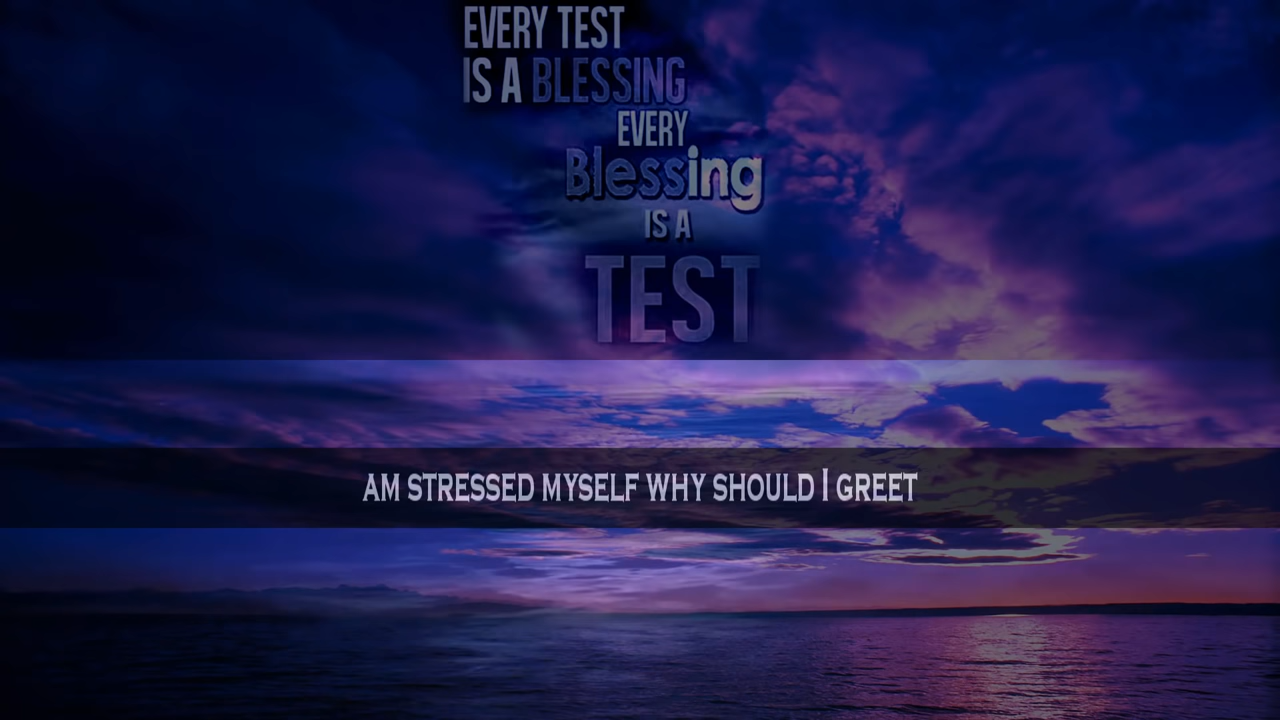 EVERY TEST
IS A BLESSING
EVERY
Blessing
IS A
TEST
AM STRESSED MYSELF WHY SHOULD I GREET